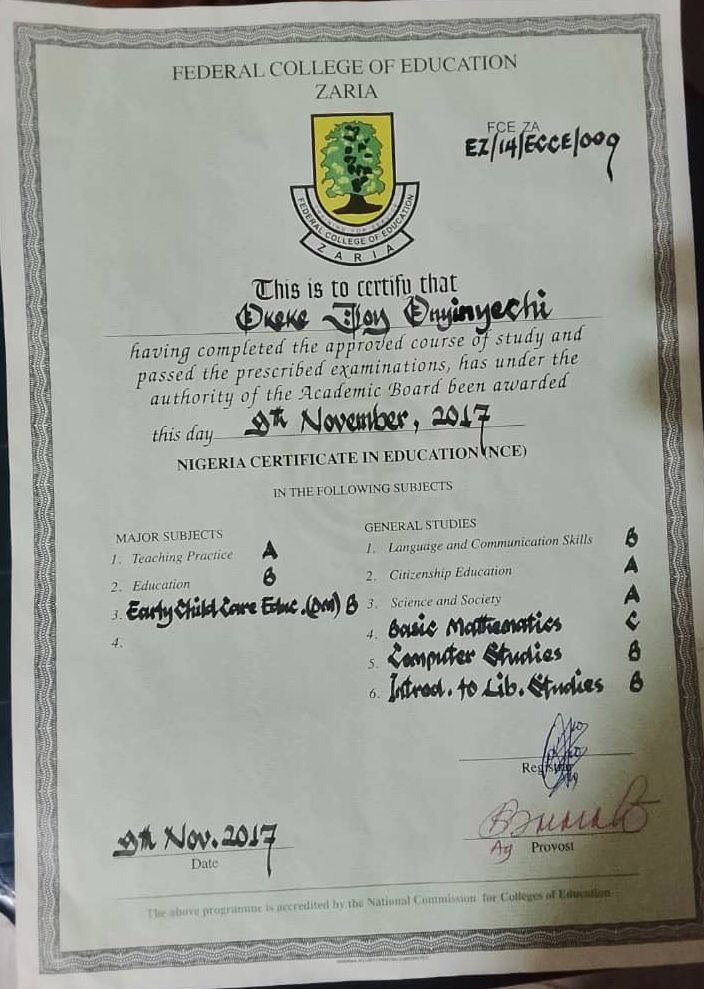 FEDERAL COLLEGE OF EDUCATION
ZARIA
FEDERAL COLLEGE OF EDUCATION
ZARIA
FCE ZA
EZ/14/ECCE/009
This is to certify that
Okeke Joy Onyinyechi
having completed the approved course of study and
passed the prescribed examinations, has under the
authority of the Academic Board been awarded
this day 9th November, 2017
NIGERIA CERTIFICATE IN EDUCATION (NCE)
IN THE FOLLOWING SUBJECTS
MAJOR SUBJECTS
1. Teaching Practice A
2. Education B
3. Early Child Care Educ. (DM) B
4.
GENERAL STUDIES
1. Language and Communication Skills B
2. Citizenship Education A
3. Science and Society A
4. Basic Mathematics C
5. Computer Studies B
6. Introd. to Lib. Studies B
Registrar
9th Nov. 2017
Date
Ag Provost
The above programme is accredited by the National Commission for Colleges of Education